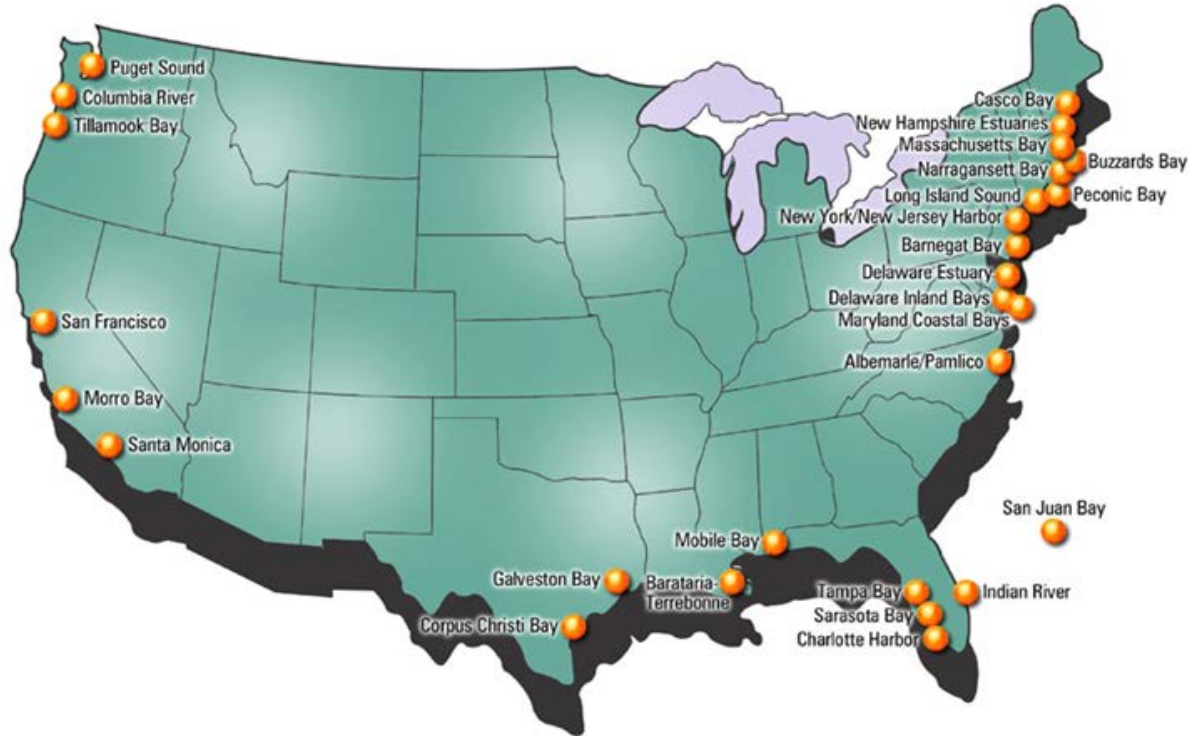 Puget Sound
Columbia River
Tillamook Bay
San Francisco
Morro Bay
Santa Monica
Casco Bay
New Hampshire Estuaries
Massachusetts Bay
Buzzards Bay
Narragansett Bay
Long Island Sound
Peconic Bay
New York/New Jersey Harbor
Barnegat Bay
Delaware Estuary
Delaware Inland Bays
Maryland Coastal Bays
Albemarle/Pamlico
San Juan Bay
Mobile Bay
Galveston Bay
Barataria-
Terrebonne
Corpus Christi Bay
Tampa Bay
Indian River
Sarasota Bay
Charlotte Harbor